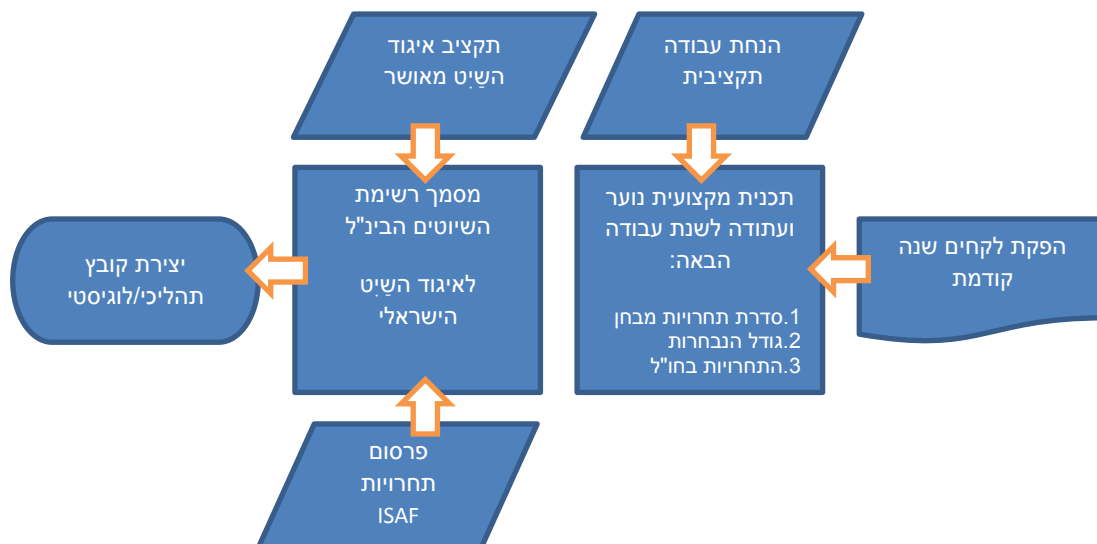 הנחת עבודה
תקציבית
תקציב איגוד
השַיִט מאושר
הפקת לקחים שנה
קודמת
תכנית מקצועית נוער
ועתודה לשנת עבודה
הבאה:
1.סדרת תחרויות מבחן
2.גודל הנבחרות
3.התחרויות בחו"ל
מסמך רשימת
השיוטים הבינ"ל
לאיגוד השַיִט
הישראלי
יצירת קובץ
תהליכי/לוגיסטי
פרסום
תחרויות
ISAF